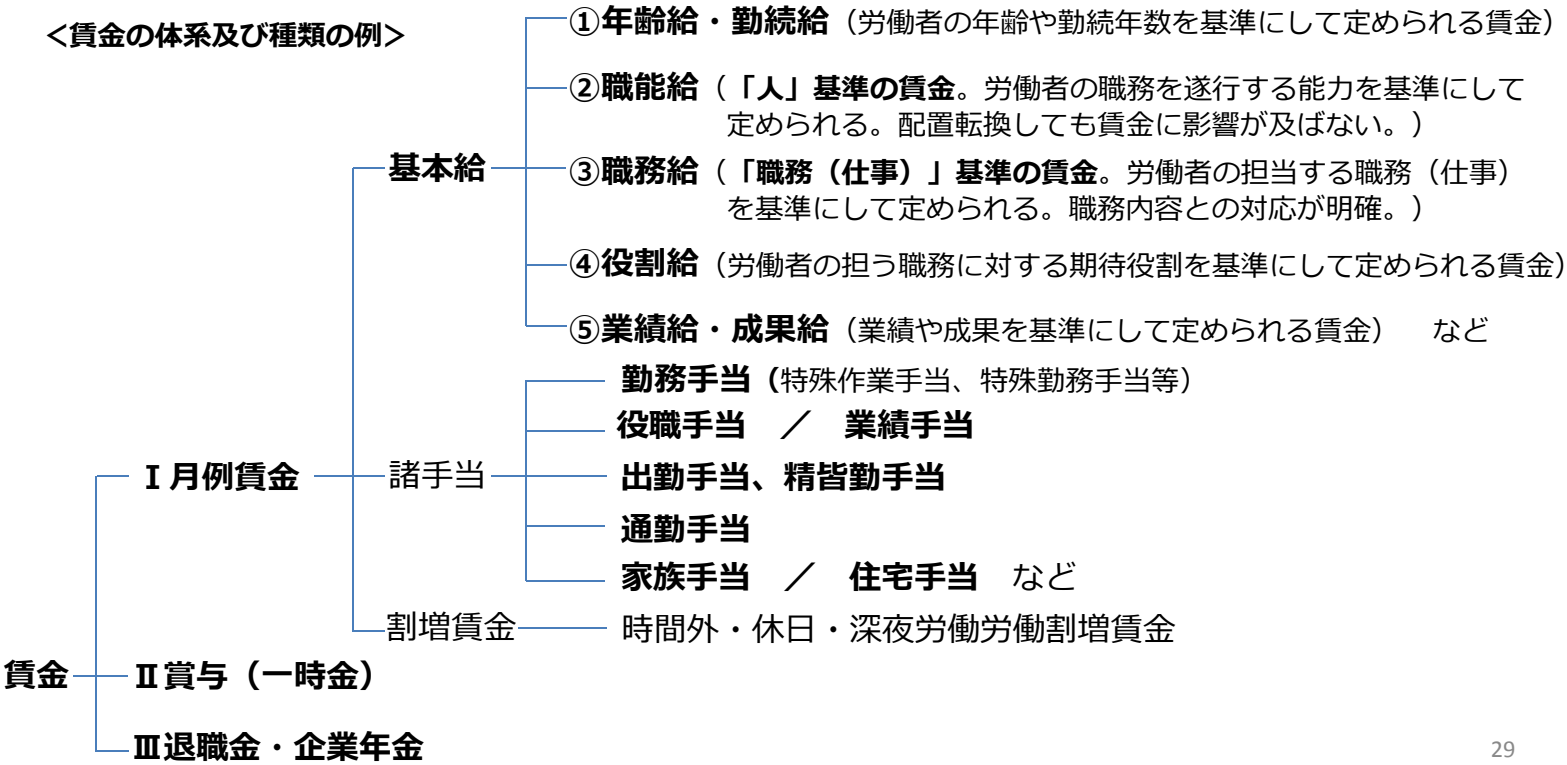 <賃金の体系及び種類の例>
①年齢給・勤続給（労働者の年齢や勤続年数を基準にして定められる賃金）
②職能給（「人」基準の賃金。労働者の職務を遂行する能力を基準にして
定められる。配置転換しても賃金に影響が及ばない。）
基本給
③職務給（「職務（仕事）」基準の賃金。労働者の担当する職務（仕事）
を基準にして定められる。職務内容との対応が明確。）
④役割給（労働者の担う職務に対する期待役割を基準にして定められる賃金）
⑤業績給・成果給（業績や成果を基準にして定められる賃金）　など
勤務手当（特殊作業手当、特殊勤務手当等）
役職手当　／　業績手当
Ⅰ月例賃金
諸手当
出勤手当、精皆勤手当
通勤手当
家族手当　／　住宅手当　など
割増賃金
時間外・休日・深夜労働労働割増賃金
賃金
Ⅱ賞与（一時金）
Ⅲ退職金・企業年金
29